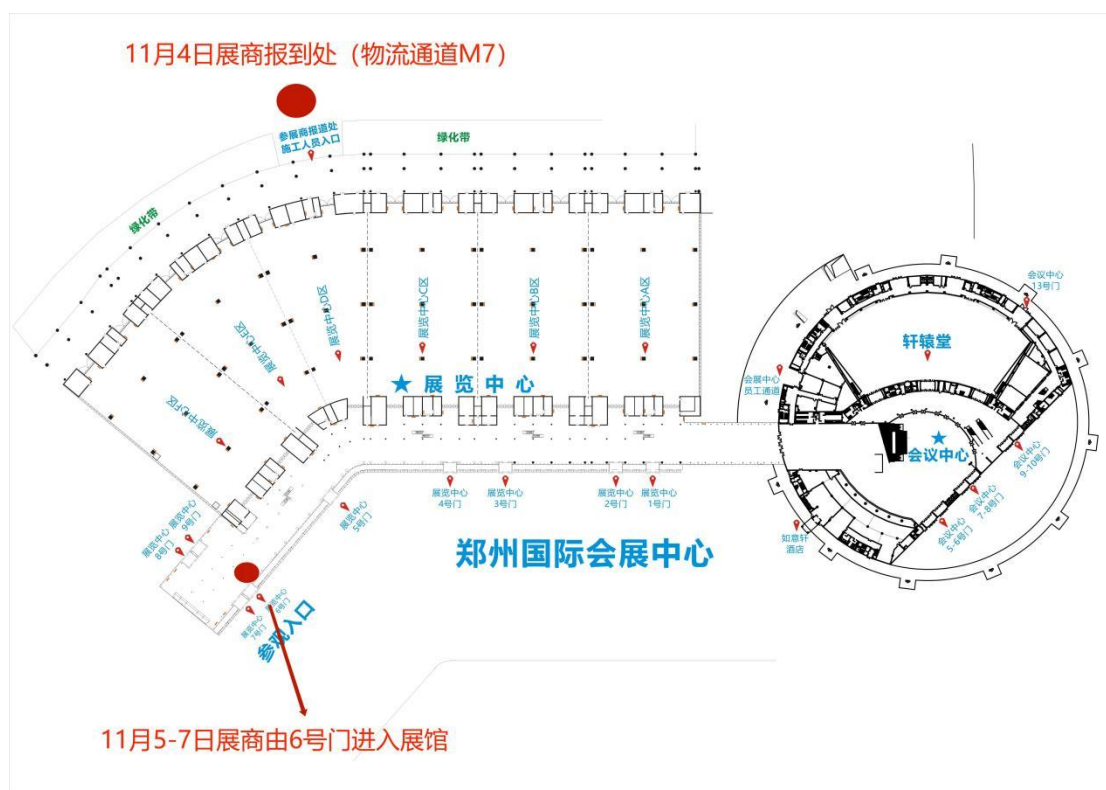 11月4日展商报到处（物流通道M7）
参展商报道处
施工人员入口
绿化带
绿化带
展览中心A区
展览中心B区
展览中心C区
展览中心D区
展览中心E区
展览中心F区
展览中心
会议中心
13号门
轩辕堂
会展中心
员工通道
会议中心
会议中心
9-10号门
会议中心
7-8号门
会议中心
5-6号门
如意轩
酒店
展览中心
1号门
展览中心
2号门
展览中心
3号门
展览中心
4号门
展览中心
5号门
展览中心
9号门
展览中心
8号门
展览中心
6号门
展览中心
7号门
参观入口
郑州国际会展中心
11月5-7日展商由6号门进入展馆